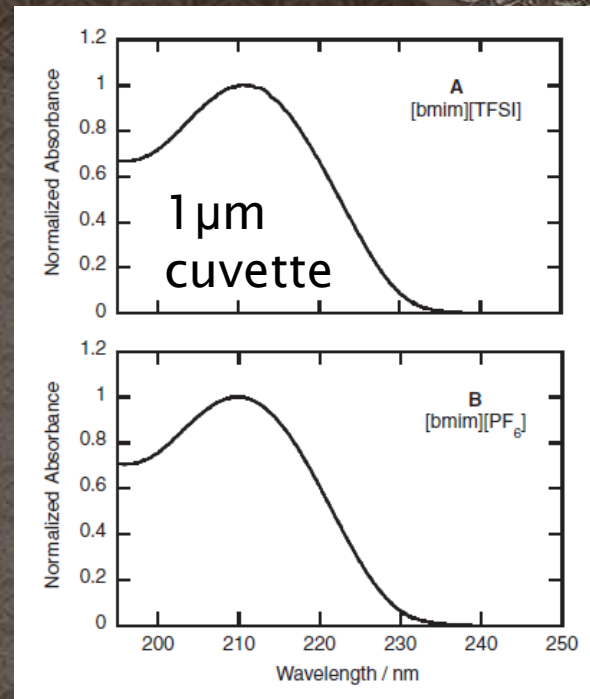 1.2
1
0.8
0.6
0.4
0.2
0
Normalized Absorbance
A
[bmim][TFSI]
1µm
cuvette
1.2
1
0.8
0.6
0.4
0.2
0
Normalized Absorbance
B
[bmim][PF6]
200 210 220 230 240 250
Wavelength / nm